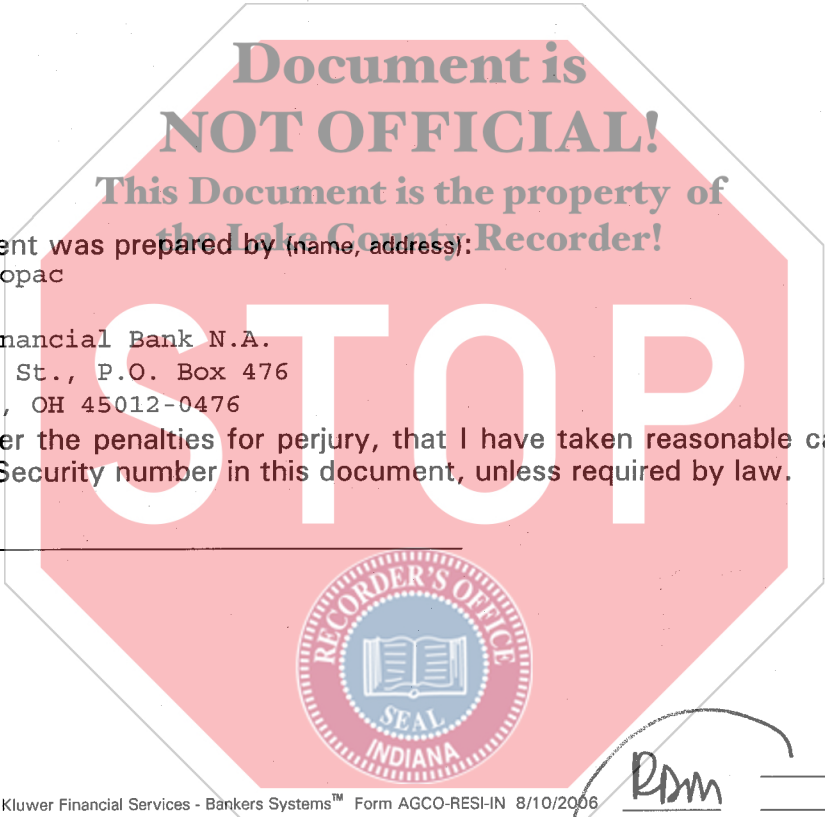 Document is
NOT OFFICIAL!
This Document is the property of
the Lake County Recorder!
ent was prepared by (name, address):
opac
nancial Bank N.A.
St., P.O. Box 476
, OH 45012-0476
er the penalties for perjury, that I have taken reasonable ca
Security number in this document, unless required by law.
STOP
RECORDER'S OFFICE
SEAL
INDIANA
Kluwer Financial Services - Bankers Systems™ Form AGCO-RESI-IN 8/10/2006